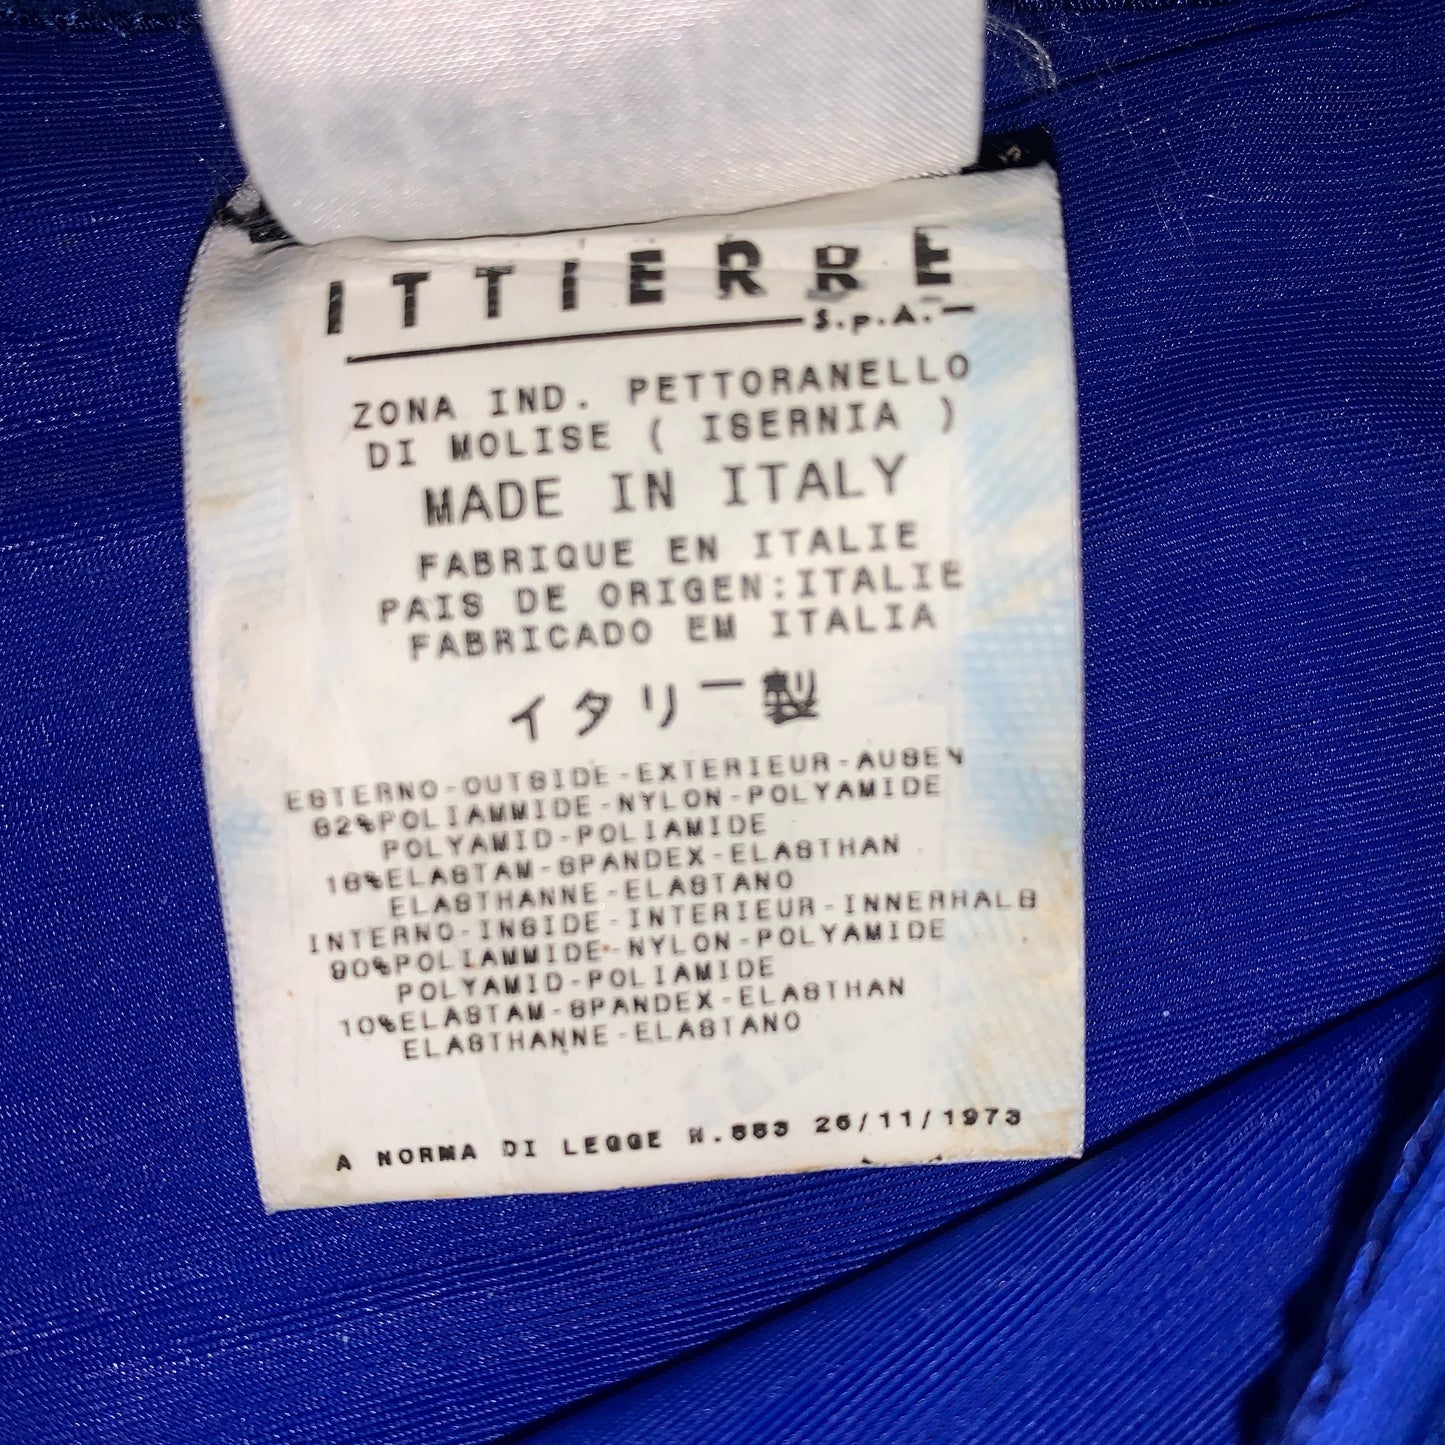 ITTIERRE
S.p.A.
ZONA IND. PETTORANELLO
DI MOLISE ( ISERNIA )
MADE IN ITALY
FABRIQUE EN ITALIE
PAIS DE ORIGEN:ITALIE
FABRICADO EM ITALIA
イタリー製
ESTERNO-OUTSIDE-EXTERIEUR-AUSEN
82%POLIAMMIDE-NYLON-POLYAMIDE
POLYAMID-POLIAMIDE
18%ELASTAM-SPANDEX-ELASTHAN
ELASTHANNE-ELASTANO
INTERNO-INSIDE-INTERIEUR-INNERHALB
90%POLIAMMIDE-NYLON-POLYAMIDE
POLYAMID-POLIAMIDE
10%ELASTAM-SPANDEX-ELASTHAN
ELASTHANNE-ELASTANO
A NORMA DI LEGGE N.883 26/11/1973